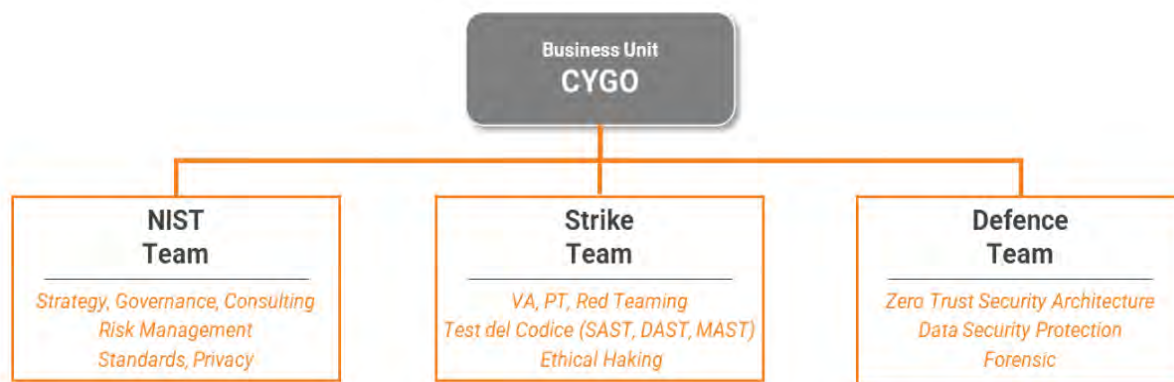 Business Unit
CYGO
NIST
Team
Strategy, Governance, Consulting
Risk Management
Standards, Privacy
Strike
Team
VA, PT, Red Teaming
Test del Codice (SAST, DAST, MAST)
Ethical Haking
Defence
Team
Zero Trust Security Architecture
Data Security Protection
Forensic